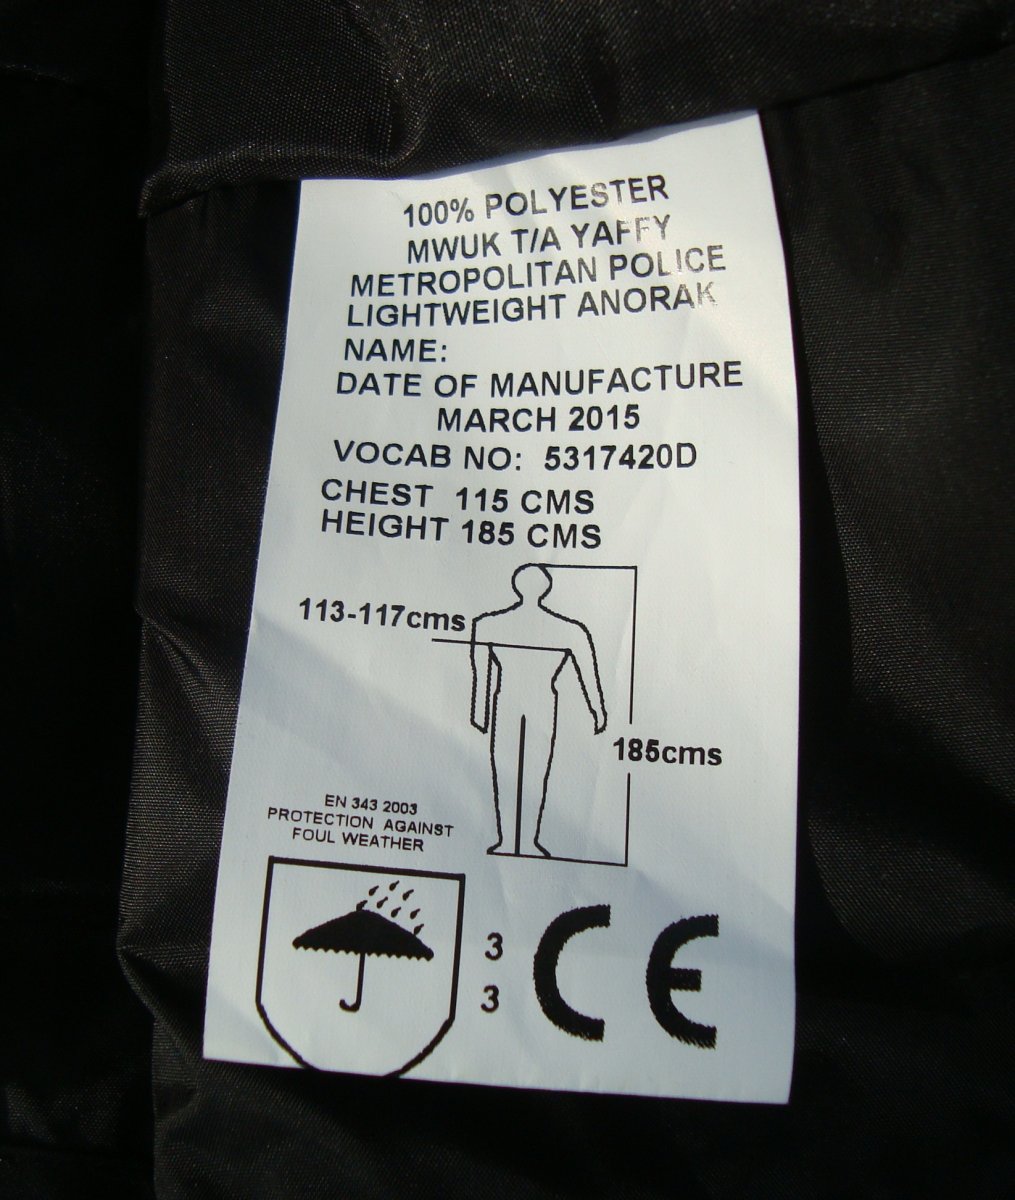 100% POLYESTER
MWUK T/A YAFFY
METROPOLITAN POLICE
LIGHTWEIGHT ANORAK
NAME:
DATE OF MANUFACTURE
MARCH 2015
VOCAB NO: 5317420D
CHEST 115 CMS
HEIGHT 185 CMS
113-117cms
185cms
EN 343 2003
PROTECTION AGAINST
FOUL WEATHER
3
3
CE